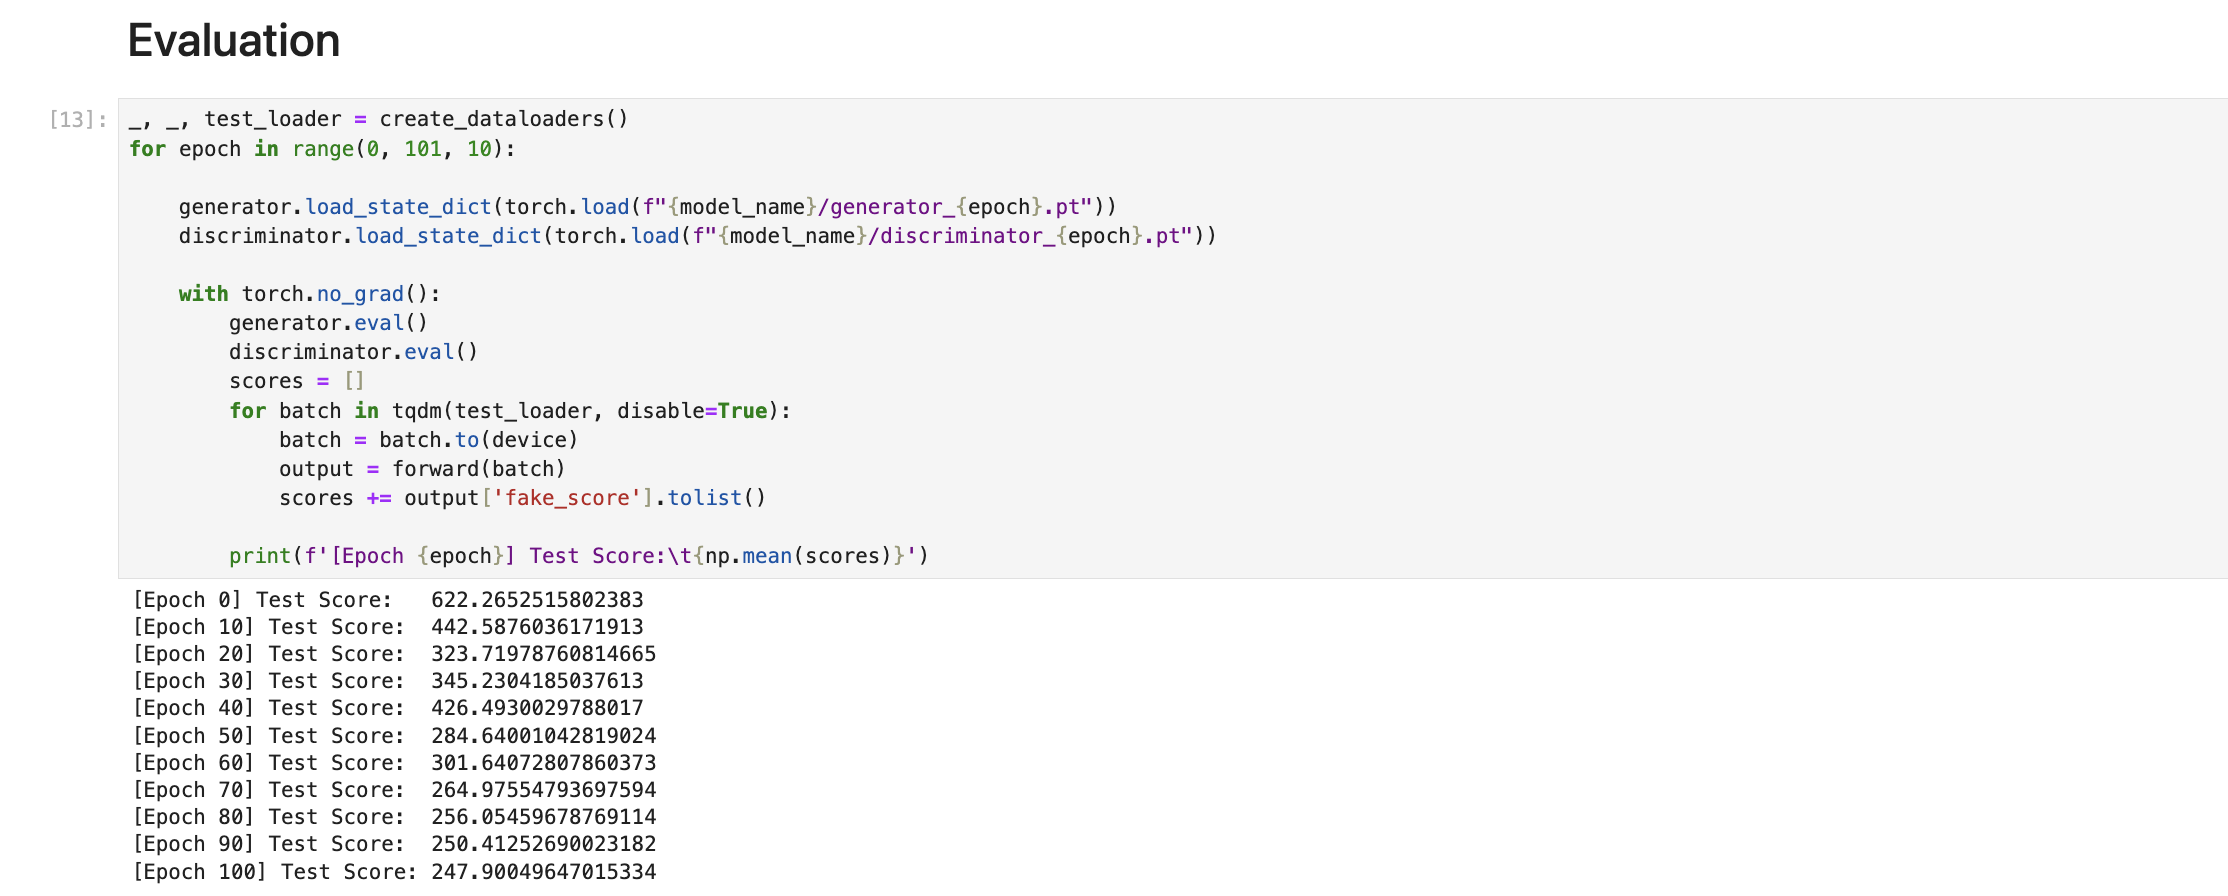 Evaluation
[13]:
_, _, test_loader = create_dataloaders()
for epoch in range(0, 101, 10):
    generator.load_state_dict(torch.load(f"{model_name}/generator_{epoch}.pt"))
    discriminator.load_state_dict(torch.load(f"{model_name}/discriminator_{epoch}.pt"))
    with torch.no_grad():
        generator.eval()
        discriminator.eval()
        scores = []
        for batch in tqdm(test_loader, disable=True):
            batch = batch.to(device)
            output = forward(batch)
            scores += output['fake_score'].tolist()
        print(f'[Epoch {epoch}] Test Score:\t{np.mean(scores)}')
[Epoch 0] Test Score:   622.2652515802383
[Epoch 10] Test Score:  442.5876036171913
[Epoch 20] Test Score:  323.71978760814665
[Epoch 30] Test Score:  345.2304185037613
[Epoch 40] Test Score:  426.4930029788017
[Epoch 50] Test Score:  284.64001042819024
[Epoch 60] Test Score:  301.64072807860373
[Epoch 70] Test Score:  264.97554793697594
[Epoch 80] Test Score:  256.05459678769114
[Epoch 90] Test Score:  250.41252690023182
[Epoch 100] Test Score: 247.90049647015334